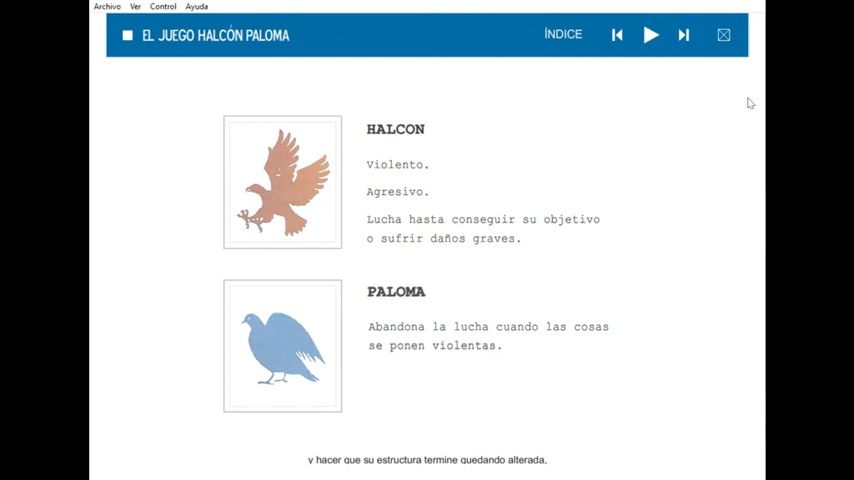 Archivo Ver Control Ayuda
EL JUEGO HALCÓN PALOMA ÍNDICE
HALCON
Violento.
Agresivo.
Lucha hasta conseguir su objetivo
o sufrir daños graves.
PALOMA
Abandona la lucha cuando las cosas
se ponen violentas.
y hacer que su estructura termine quedando alterada,